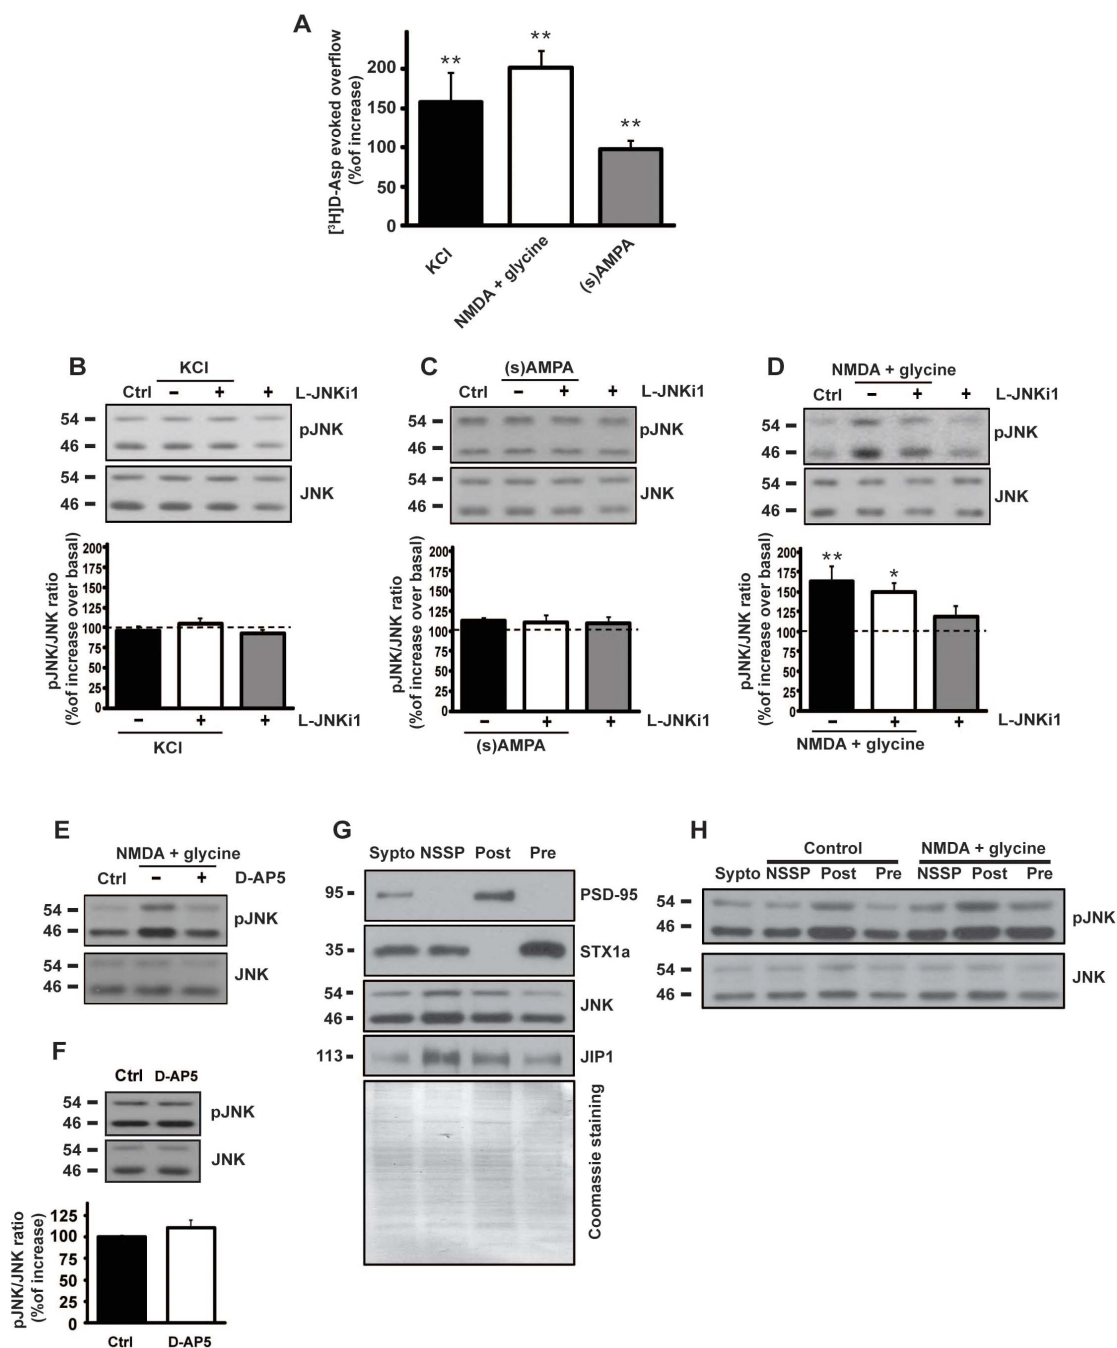 A
[³H]D-Asp evoked overflow
(%of increase)
200
150
100
50
0
**
**
**
KCl
NMDA + glycine
(s)AMPA
B
KCl
Ctrl − + + L-JNKi1
54
46
pJNK
54
46
JNK
pJNK/JNK ratio
(%of increase over basal)
200
175
150
125
100
75
50
25
0
− + + L-JNKi1
KCl
C
(s)AMPA
Ctrl − + + L-JNKi1
54
46
pJNK
54
46
JNK
pJNK/JNK ratio
(%of increase over basal)
200
175
150
125
100
75
50
25
0
− + + L-JNKi1
(s)AMPA
D
NMDA + glycine
Ctrl − + + L-JNKi1
54
46
pJNK
54
46
JNK
pJNK/JNK ratio
(%of increase over basal)
200
175
150
125
100
75
50
25
0
**
*
− + + L-JNKi1
NMDA + glycine
E
NMDA + glycine
Ctrl − + D-AP5
54
46
pJNK
54
46
JNK
F
Ctrl D-AP5
54
46
pJNK
54
46
JNK
pJNK/JNK ratio
(%of increase)
125
100
75
50
25
0
Ctrl D-AP5
G
Sypto NSSP Post Pre
95
PSD-95
35
STX1a
54
46
JNK
113
JIP1
Coomassie staining
H
Control NMDA + glycine
Sypto NSSP Post Pre NSSP Post Pre
54
46
pJNK
54
46
JNK